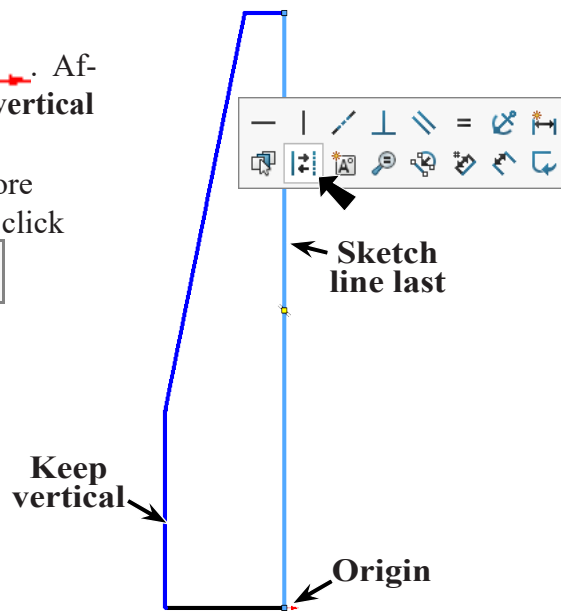 . Af-
vertical
ore
click
Sketch
line last
Keep
vertical
Origin